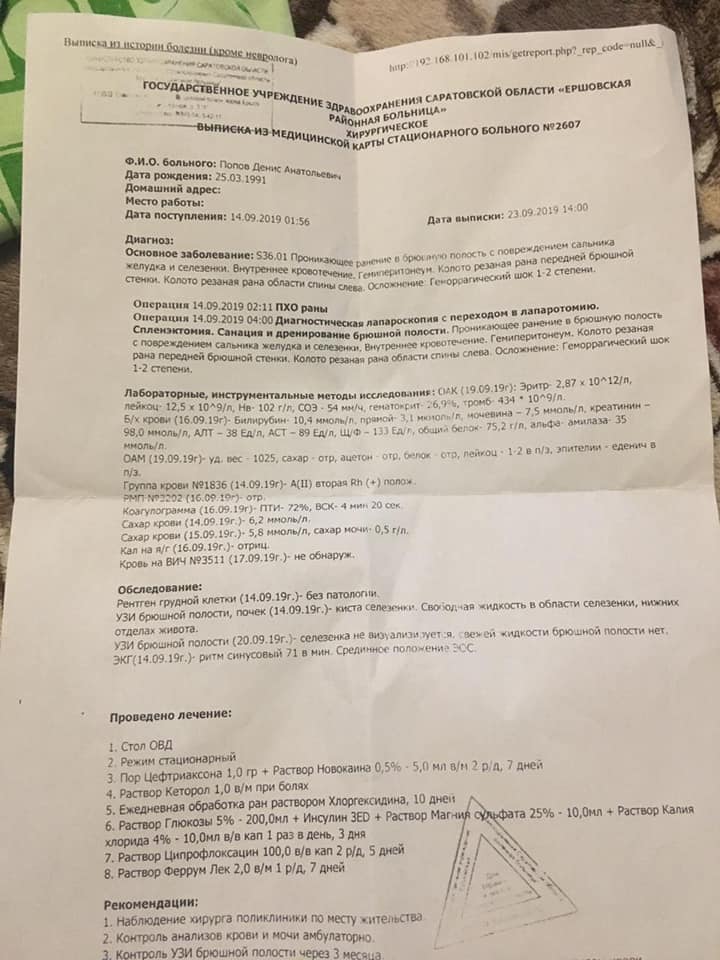 Выписка из истории болезни (кроме невролога)
http://192.168.101.102/mis/getreport.php?_rep_code=null&_
ГОСУДАРСТВЕННОЕ УЧРЕЖДЕНИЕ ЗДРАВООХРАНЕНИЯ САРАТОВСКОЙ ОБЛАСТИ «ЕРШОВСКАЯ
РАЙОННАЯ БОЛЬНИЦА»
ХИРУРГИЧЕСКОЕ
ВЫПИСКА ИЗ МЕДИЦИНСКОЙ КАРТЫ СТАЦИОНАРНОГО БОЛЬНОГО №2607
Ф.И.О. больного: Попов Денис Анатольевич
Дата рождения: 25.03.1991
Домашний адрес:
Место работы:
Дата поступления: 14.09.2019 01:56
Дата выписки: 23.09.2019 14:00
Диагноз:
Основное заболевание: S36.01 Проникающее ранение в брюшную полость с повреждением сальника
желудка и селезенки. Внутреннее кровотечение. Гемиперитонеум. Колото резаная рана передней брюшной
стенки. Колото резаная рана области спины слева. Осложнение: Геморрагический шок 1-2 степени.
Операция 14.09.2019 02:11 ПХО раны
Операция 14.09.2019 04:00 Диагностическая лапароскопия с переходом в лапаротомию.
Спленэктомия. Санация и дренирование брюшной полости. Проникающее ранение в брюшную полость
с повреждением сальника желудка и селезенки. Внутреннее кровотечение. Гемиперитонеум. Колото резаная
рана передней брюшной стенки. Колото резаная рана области спины слева. Осложнение: Геморрагический шок
1-2 степени.
Лабораторные, инструментальные методы исследования: ОАК (19.09.19г): Эритр- 2,87 х 10^12/л,
лейкоц- 12,5 х 10^9/л, Нв- 102 г/л, СОЭ - 54 мм/ч, гематокрит- 26,9%, тромб- 434 * 10^9/л.
Б/х крови (16.09.19г)- Билирубин- 10,4 ммоль/л, прямой- 3,1 мкмоль/л, мочевина – 7,5 ммоль/л, креатинин –
98,0 ммоль/л, АЛТ – 38 Ед/л, АСТ – 89 Ед/л, Щ/Ф – 133 Ед/л, общий белок- 75,2 г/л, альфа- амилаза- 35
ммоль/л.
ОАМ (19.09.19г)- уд. вес - 1025, сахар - отр, ацетон - отр, белок - отр, лейкоц - 1-2 в п/з, эпителии - еденич в
п/з.
Группа крови №1836 (14.09.19г)- А(II) вторая Rh (+) полож.
РМП №3202 (16.09.19г)- отр.
Коагулограмма (16.09.19г)- ПТИ- 72%, ВСК- 4 мин 20 сек.
Сахар крови (14.09.19г)- 6,2 ммоль/л.
Сахар крови (15.09.19г)- 5,8 ммоль/л, сахар мочи- 0,5 г/л.
Кал на я/г (16.09.19г)- отриц.
Кровь на ВИЧ №3511 (17.09.19г)- не обнаруж.
Обследование:
Рентген грудной клетки (14.09.19г.)- без патологии.
УЗИ брюшной полости, почек (14.09.19г.)- киста селезенки. Свободная жидкость в области селезенки, нижних
отделах живота.
УЗИ брюшной полости (20.09.19г.)- селезенка не визуализируется, свежей жидкости брюшной полости нет.
ЭКГ(14.09.19г.)- ритм синусовый 71 в мин. Срединное положение ЭОС.
Проведено лечение:
1. Стол ОВД
2. Режим стационарный
3. Пор Цефтриаксона 1,0 гр + Раствор Новокаина 0,5% - 5,0 мл в/м 2 р/д, 7 дней
4. Раствор Кеторол 1,0 в/м при болях
5. Ежедневная обработка ран раствором Хлоргексидина, 10 дней
6. Раствор Глюкозы 5% - 200,0мл + Инсулин 3ЕD + Раствор Магния сульфата 25% - 10,0мл + Раствор Калия
хлорида 4% - 10,0мл в/в кап 1 раз в день, 3 дня
7. Раствор Ципрофлоксацин 100,0 в/в кап 2 р/д, 5 дней
8. Раствор Феррум Лек 2,0 в/м 1 р/д, 7 дней
Рекомендации:
1. Наблюдение хирурга поликлиники по месту жительства.
2. Контроль анализов крови и мочи амбулаторно.
3. Контроль УЗИ брюшной полости через 3 месяца